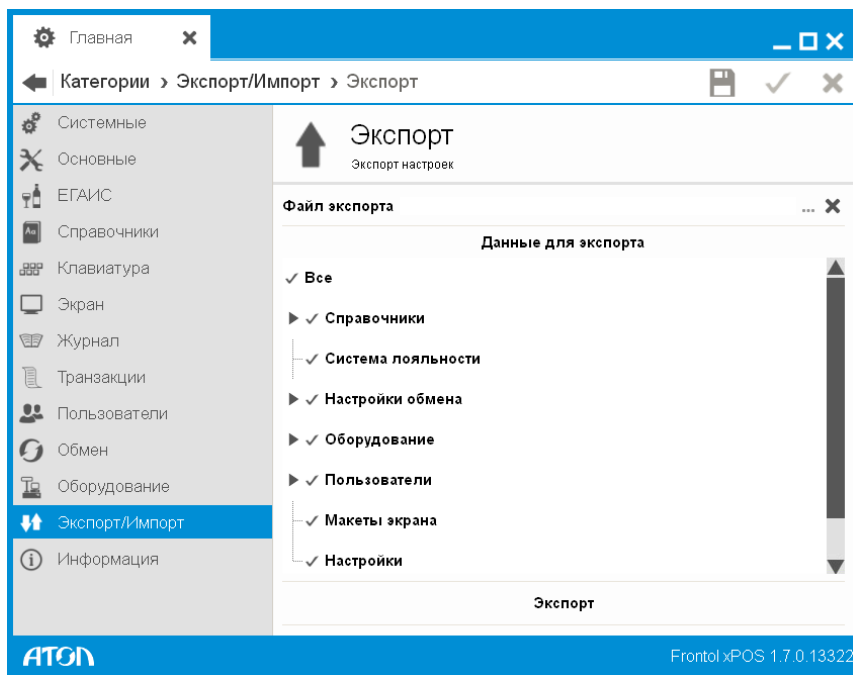 Главная
Категории > Экспорт/Импорт > Экспорт
Системные
Основные
ЕГАИС
Справочники
Клавиатура
Экран
Журнал
Транзакции
Пользователи
Обмен
Оборудование
Экспорт/Импорт
Информация
Экспорт
Экспорт настроек
Файл экспорта ...
Данные для экспорта
Все
Справочники
Система лояльности
Настройки обмена
Оборудование
Пользователи
Макеты экрана
Настройки
Экспорт
АТОЛ
Frontol xPOS 1.7.0.13322